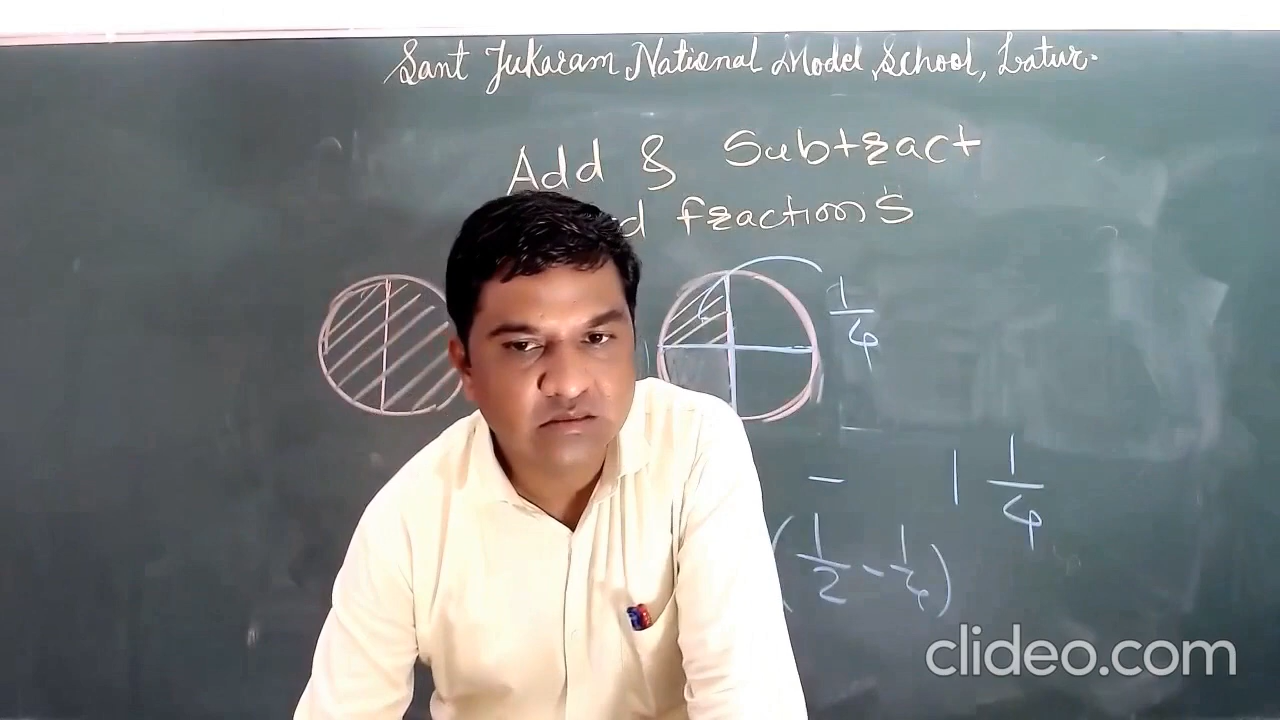 Sant Tukaram National Model School, Latur.
Add & Subtract
d fractions
1/4
- 1 1/4
(1/2 - 1/4)
clideo.com